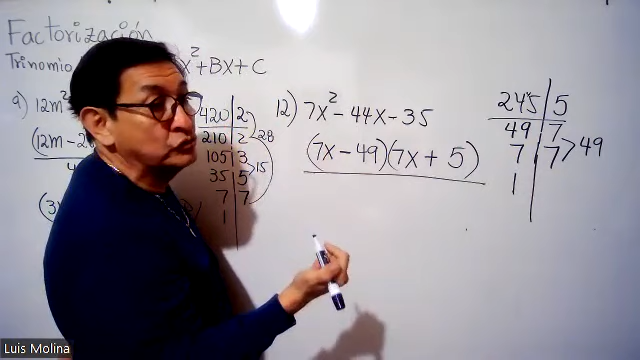 Factorización
Trinomio x² + BX + C
9) 12m²
(12m - 2
420 | 2
210 | 2
105 | 3
35 | 5
7 | 7
1
28
15
12) 7x² - 44x - 35
(7x - 49)(7x + 5)
245 | 5
49 | 7
7 | 7
1
49
Luis Molina